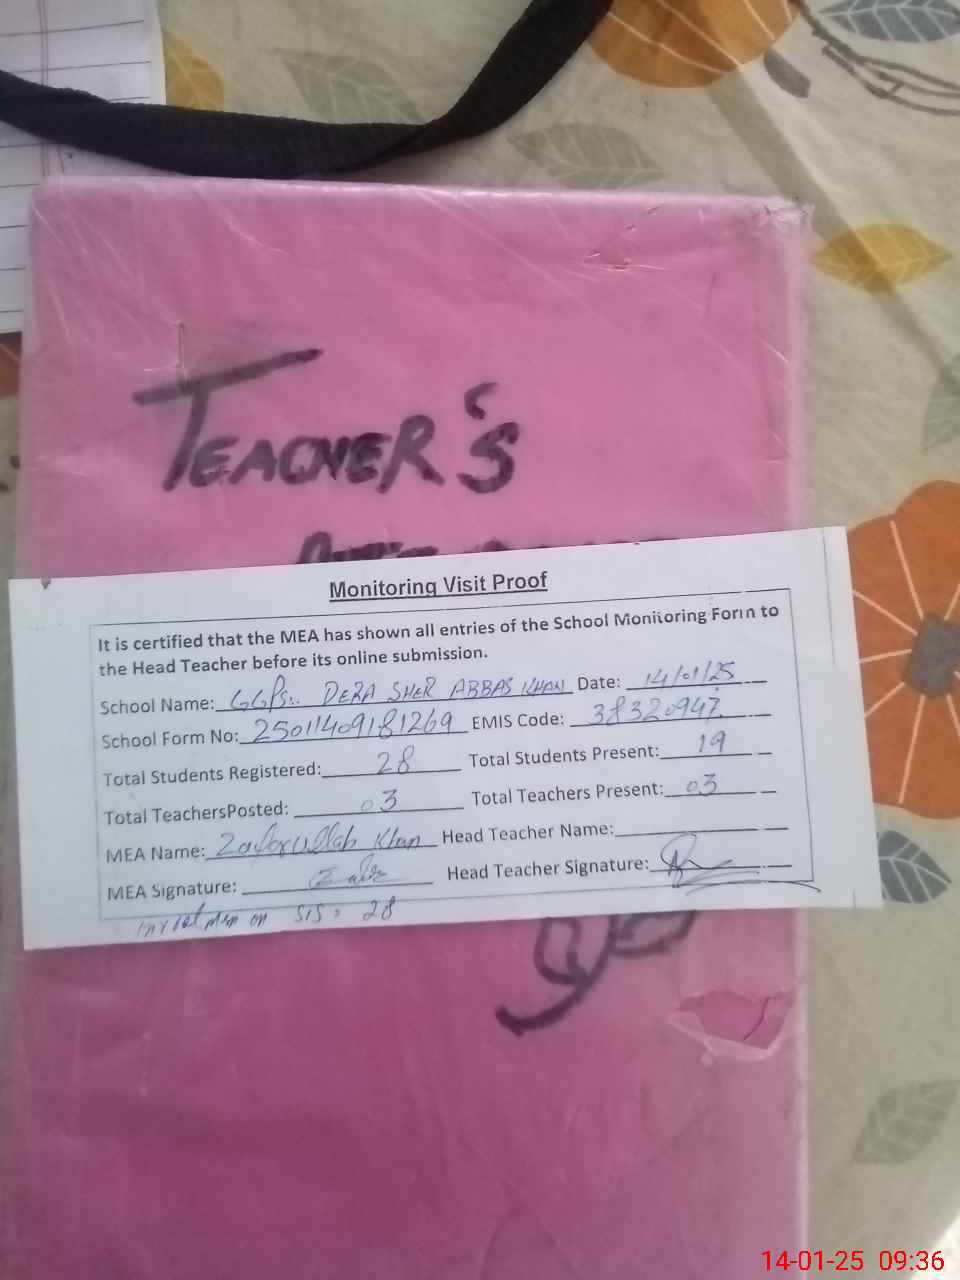 TEACHER'S
Monitoring Visit Proof
It is certified that the MEA has shown all entries of the School Monitoring Form to
the Head Teacher before its online submission.
School Name: GGPS.. DERA SHER ABBAS KHAN Date: 14/01/25
School Form No: 25011409181269 EMIS Code: 38320947
Total Students Registered: 28 Total Students Present: 19
Total TeachersPosted: 03 Total Teachers Present: 03
MEA Name: Zafarullah Khan Head Teacher Name:
MEA Signature: Head Teacher Signature:
on SIS = 28
14-01-25 09:36